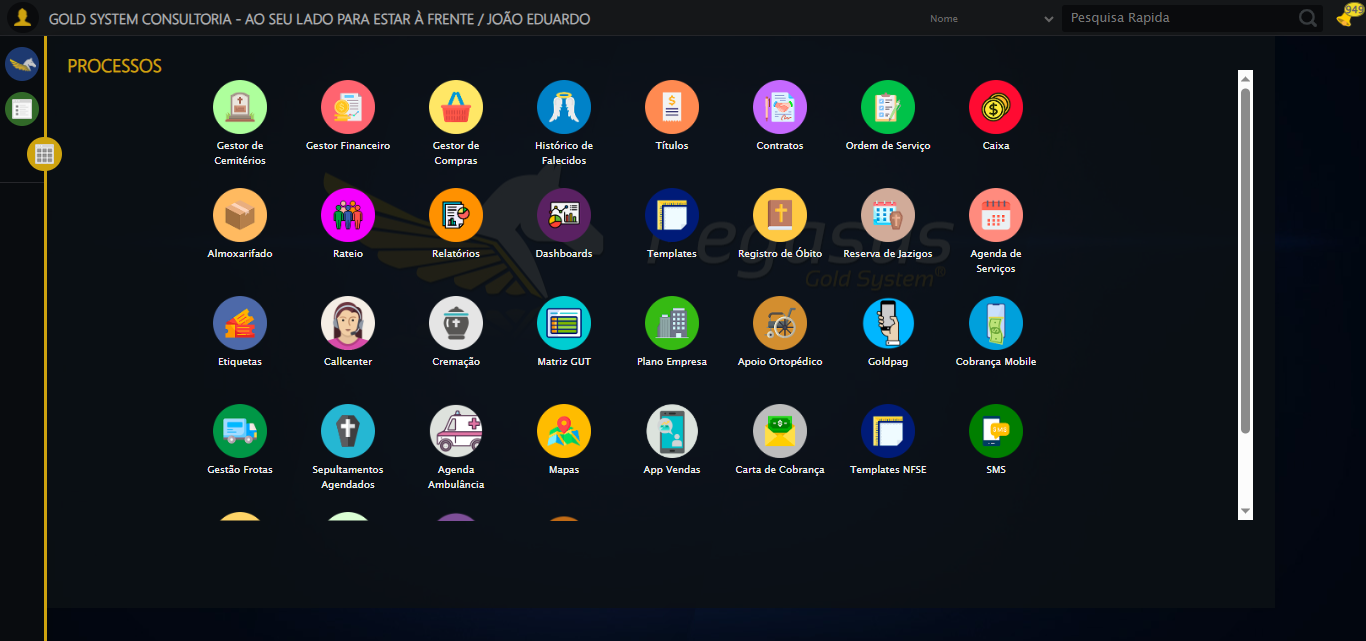 GOLD SYSTEM CONSULTORIA - AO SEU LADO PARA ESTAR À FRENTE / JOÃO EDUARDO
Nome
Pesquisa Rapida
949
PROCESSOS
Gestor de
Cemitérios
Gestor Financeiro
Gestor de
Compras
Histórico de
Falecidos
Títulos
Contratos
Ordem de Serviço
Caixa
Almoxarifado
Rateio
Relatórios
Dashboards
Templates
Registro de Óbito
Reserva de Jazigos
Agenda de
Serviços
Pegasus
Gold System®
Etiquetas
Callcenter
Cremação
Matriz GUT
Plano Empresa
Apoio Ortopédico
Goldpag
Cobrança Mobile
Gestão Frotas
Sepultamentos
Agendados
Agenda
Ambulância
Mapas
App Vendas
Carta de Cobrança
Templates NFSE
SMS
SMS